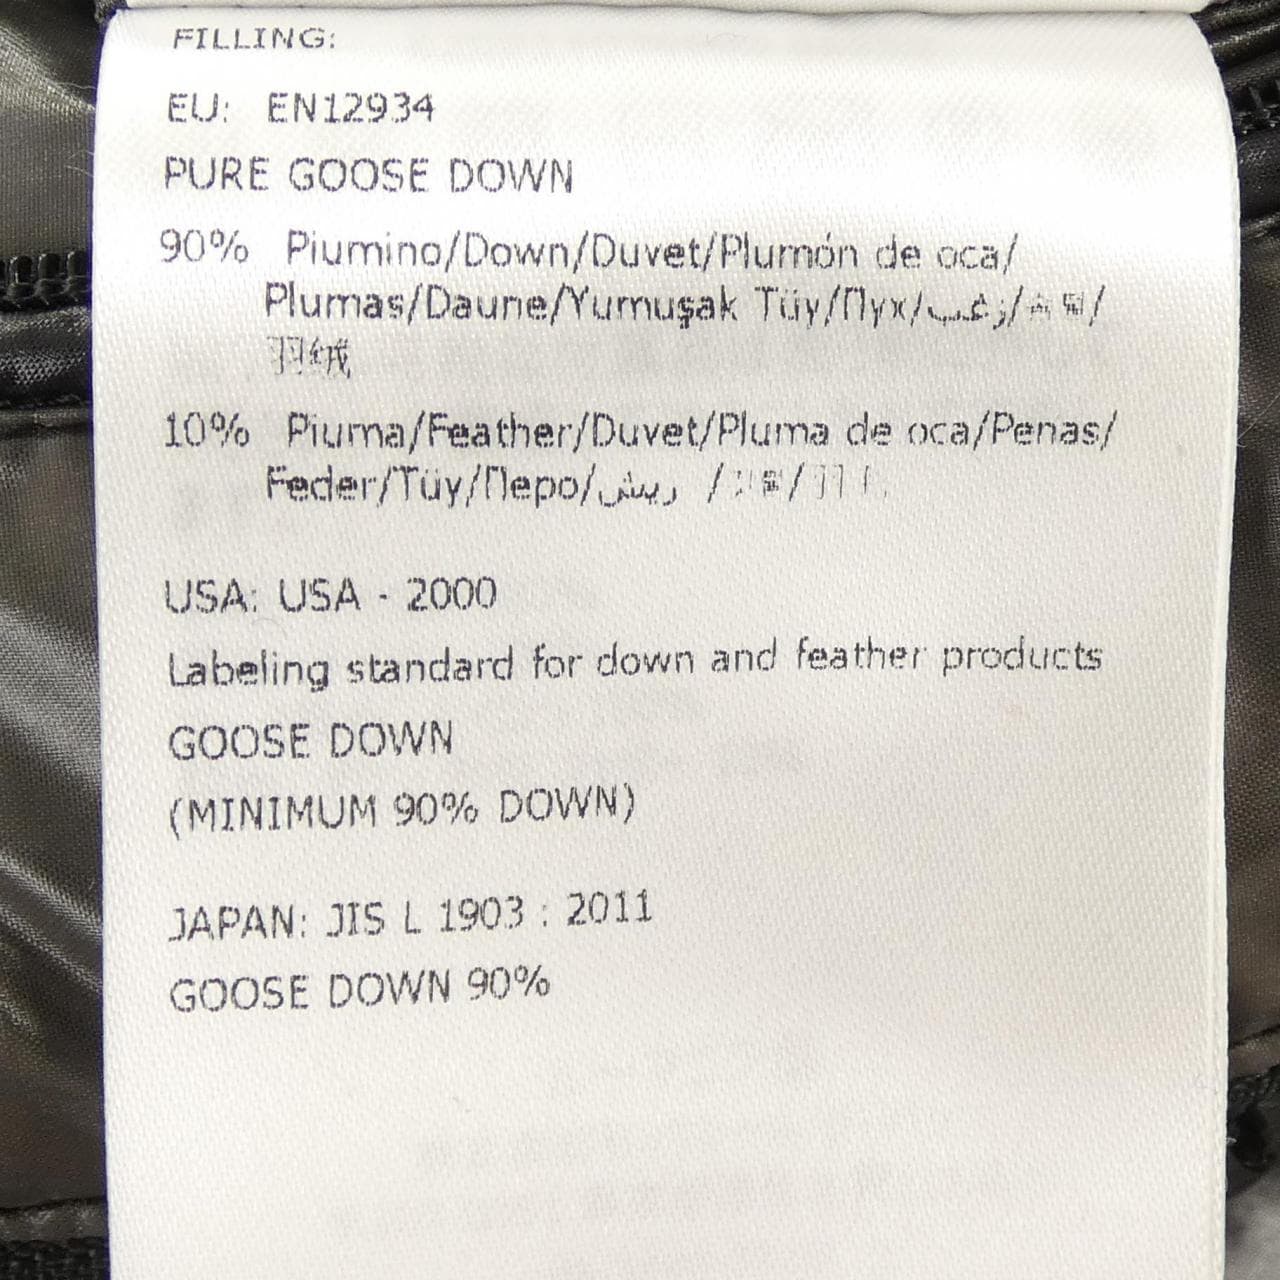 FILLING:
EU: EN12934
PURE GOOSE DOWN
90% Piumino/Down/Duvet/Plumón de oca/
Plumas/Daune/Yumuşak Tüy/Пух/زغب/
羽绒
10% Piuma/Feather/Duvet/Pluma de oca/Penas/
Feder/Tüy/Перо/ريش/
USA: USA - 2000
Labeling standard for down and feather products
GOOSE DOWN
(MINIMUM 90% DOWN)
JAPAN: JIS L 1903 : 2011
GOOSE DOWN 90%